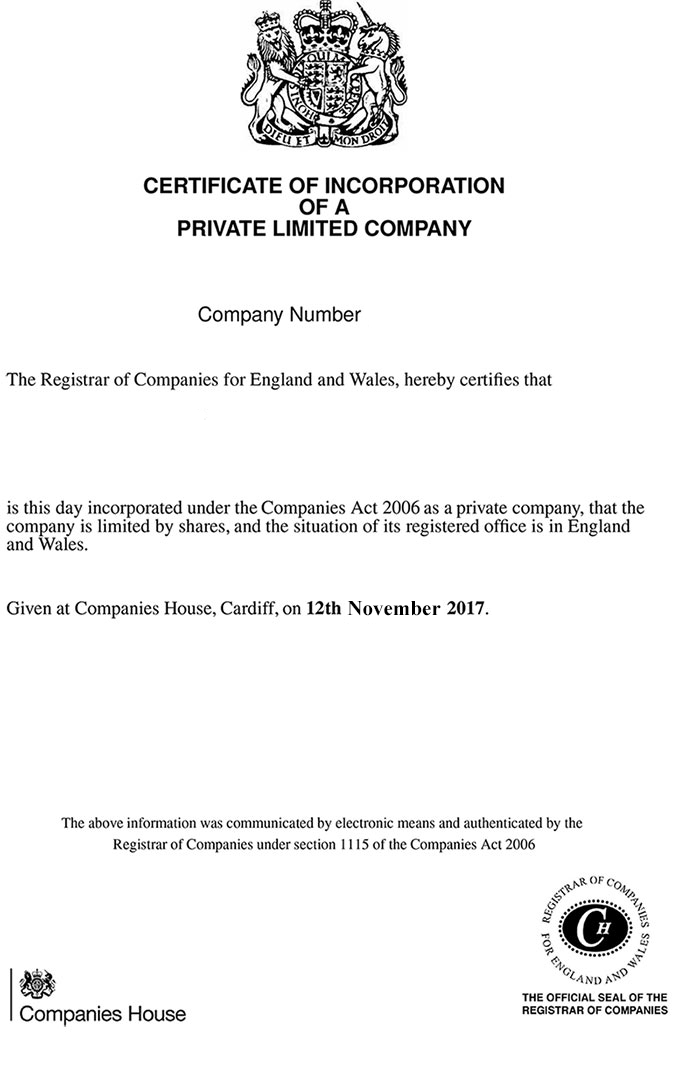 DIEU ET MON DROIT
CERTIFICATE OF INCORPORATION
OF A
PRIVATE LIMITED COMPANY
Company Number
The Registrar of Companies for England and Wales, hereby certifies that
is this day incorporated under the Companies Act 2006 as a private company, that the
company is limited by shares, and the situation of its registered office is in England
and Wales.
Given at Companies House, Cardiff, on 12th November 2017.
The above information was communicated by electronic means and authenticated by the
Registrar of Companies under section 1115 of the Companies Act 2006
REGISTRAR OF COMPANIES
FOR ENGLAND AND WALES
CH
THE OFFICIAL SEAL OF THE
REGISTRAR OF COMPANIES
Companies House